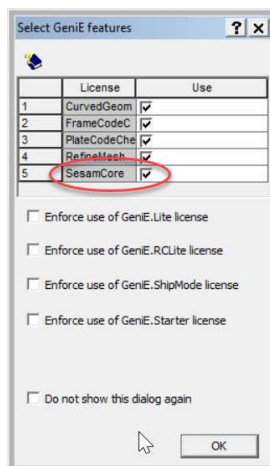 Select GeniE features ? x
License Use
1 CurvedGeom
2 FrameCodeC
3 PlateCodeChe
4 RefineMesh
5 SesamCore
Enforce use of GeniE.Lite license
Enforce use of GeniE.RCLite license
Enforce use of GeniE.ShipMode license
Enforce use of GeniE.Starter license
Do not show this dialog again
OK